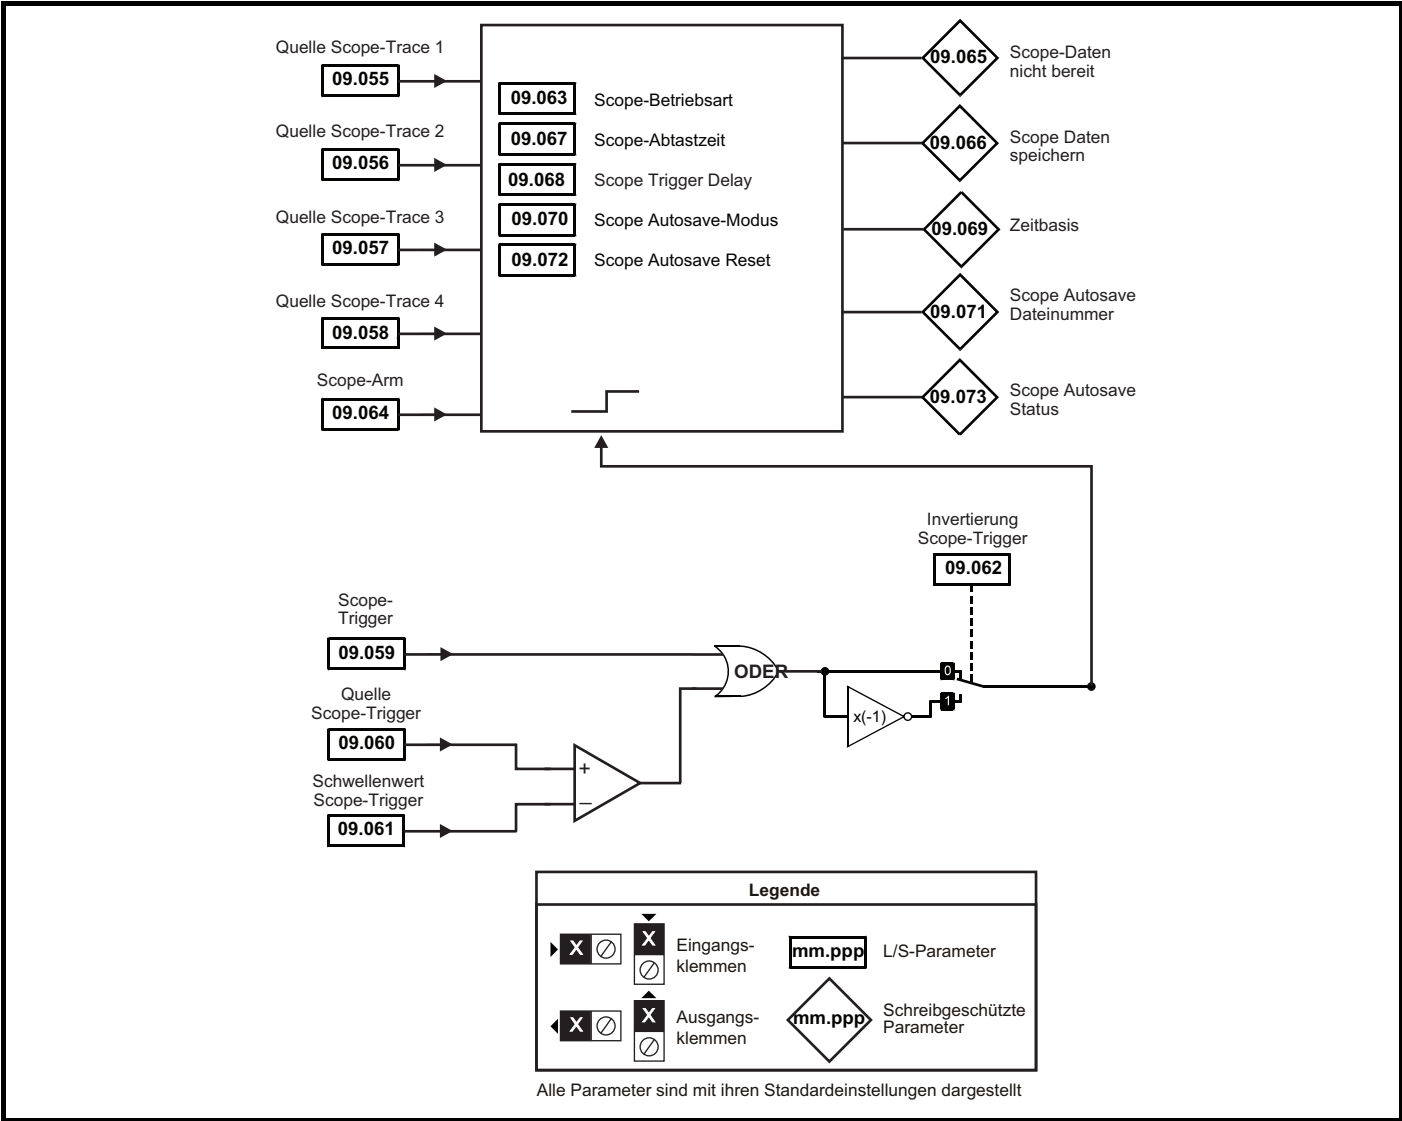 Quelle Scope-Trace 1
09.055
Quelle Scope-Trace 2
09.056
Quelle Scope-Trace 3
09.057
Quelle Scope-Trace 4
09.058
Scope-Arm
09.064
09.063 Scope-Betriebsart
09.067 Scope-Abtastzeit
09.068 Scope Trigger Delay
09.070 Scope Autosave-Modus
09.072 Scope Autosave Reset
09.065
Scope-Daten
nicht bereit
09.066
Scope Daten
speichern
09.069
Zeitbasis
09.071
Scope Autosave
Dateinummer
09.073
Scope Autosave
Status
Invertierung
Scope-Trigger
09.062
Scope-
Trigger
09.059
Quelle
Scope-Trigger
09.060
Schwellenwert
Scope-Trigger
09.061
+
–
ODER
x(-1)
0
1
Legende
X
X
Eingangs-
klemmen
mm.ppp
L/S-Parameter
X
X
Ausgangs-
klemmen
mm.ppp
Schreibgeschützte
Parameter
Alle Parameter sind mit ihren Standardeinstellungen dargestellt